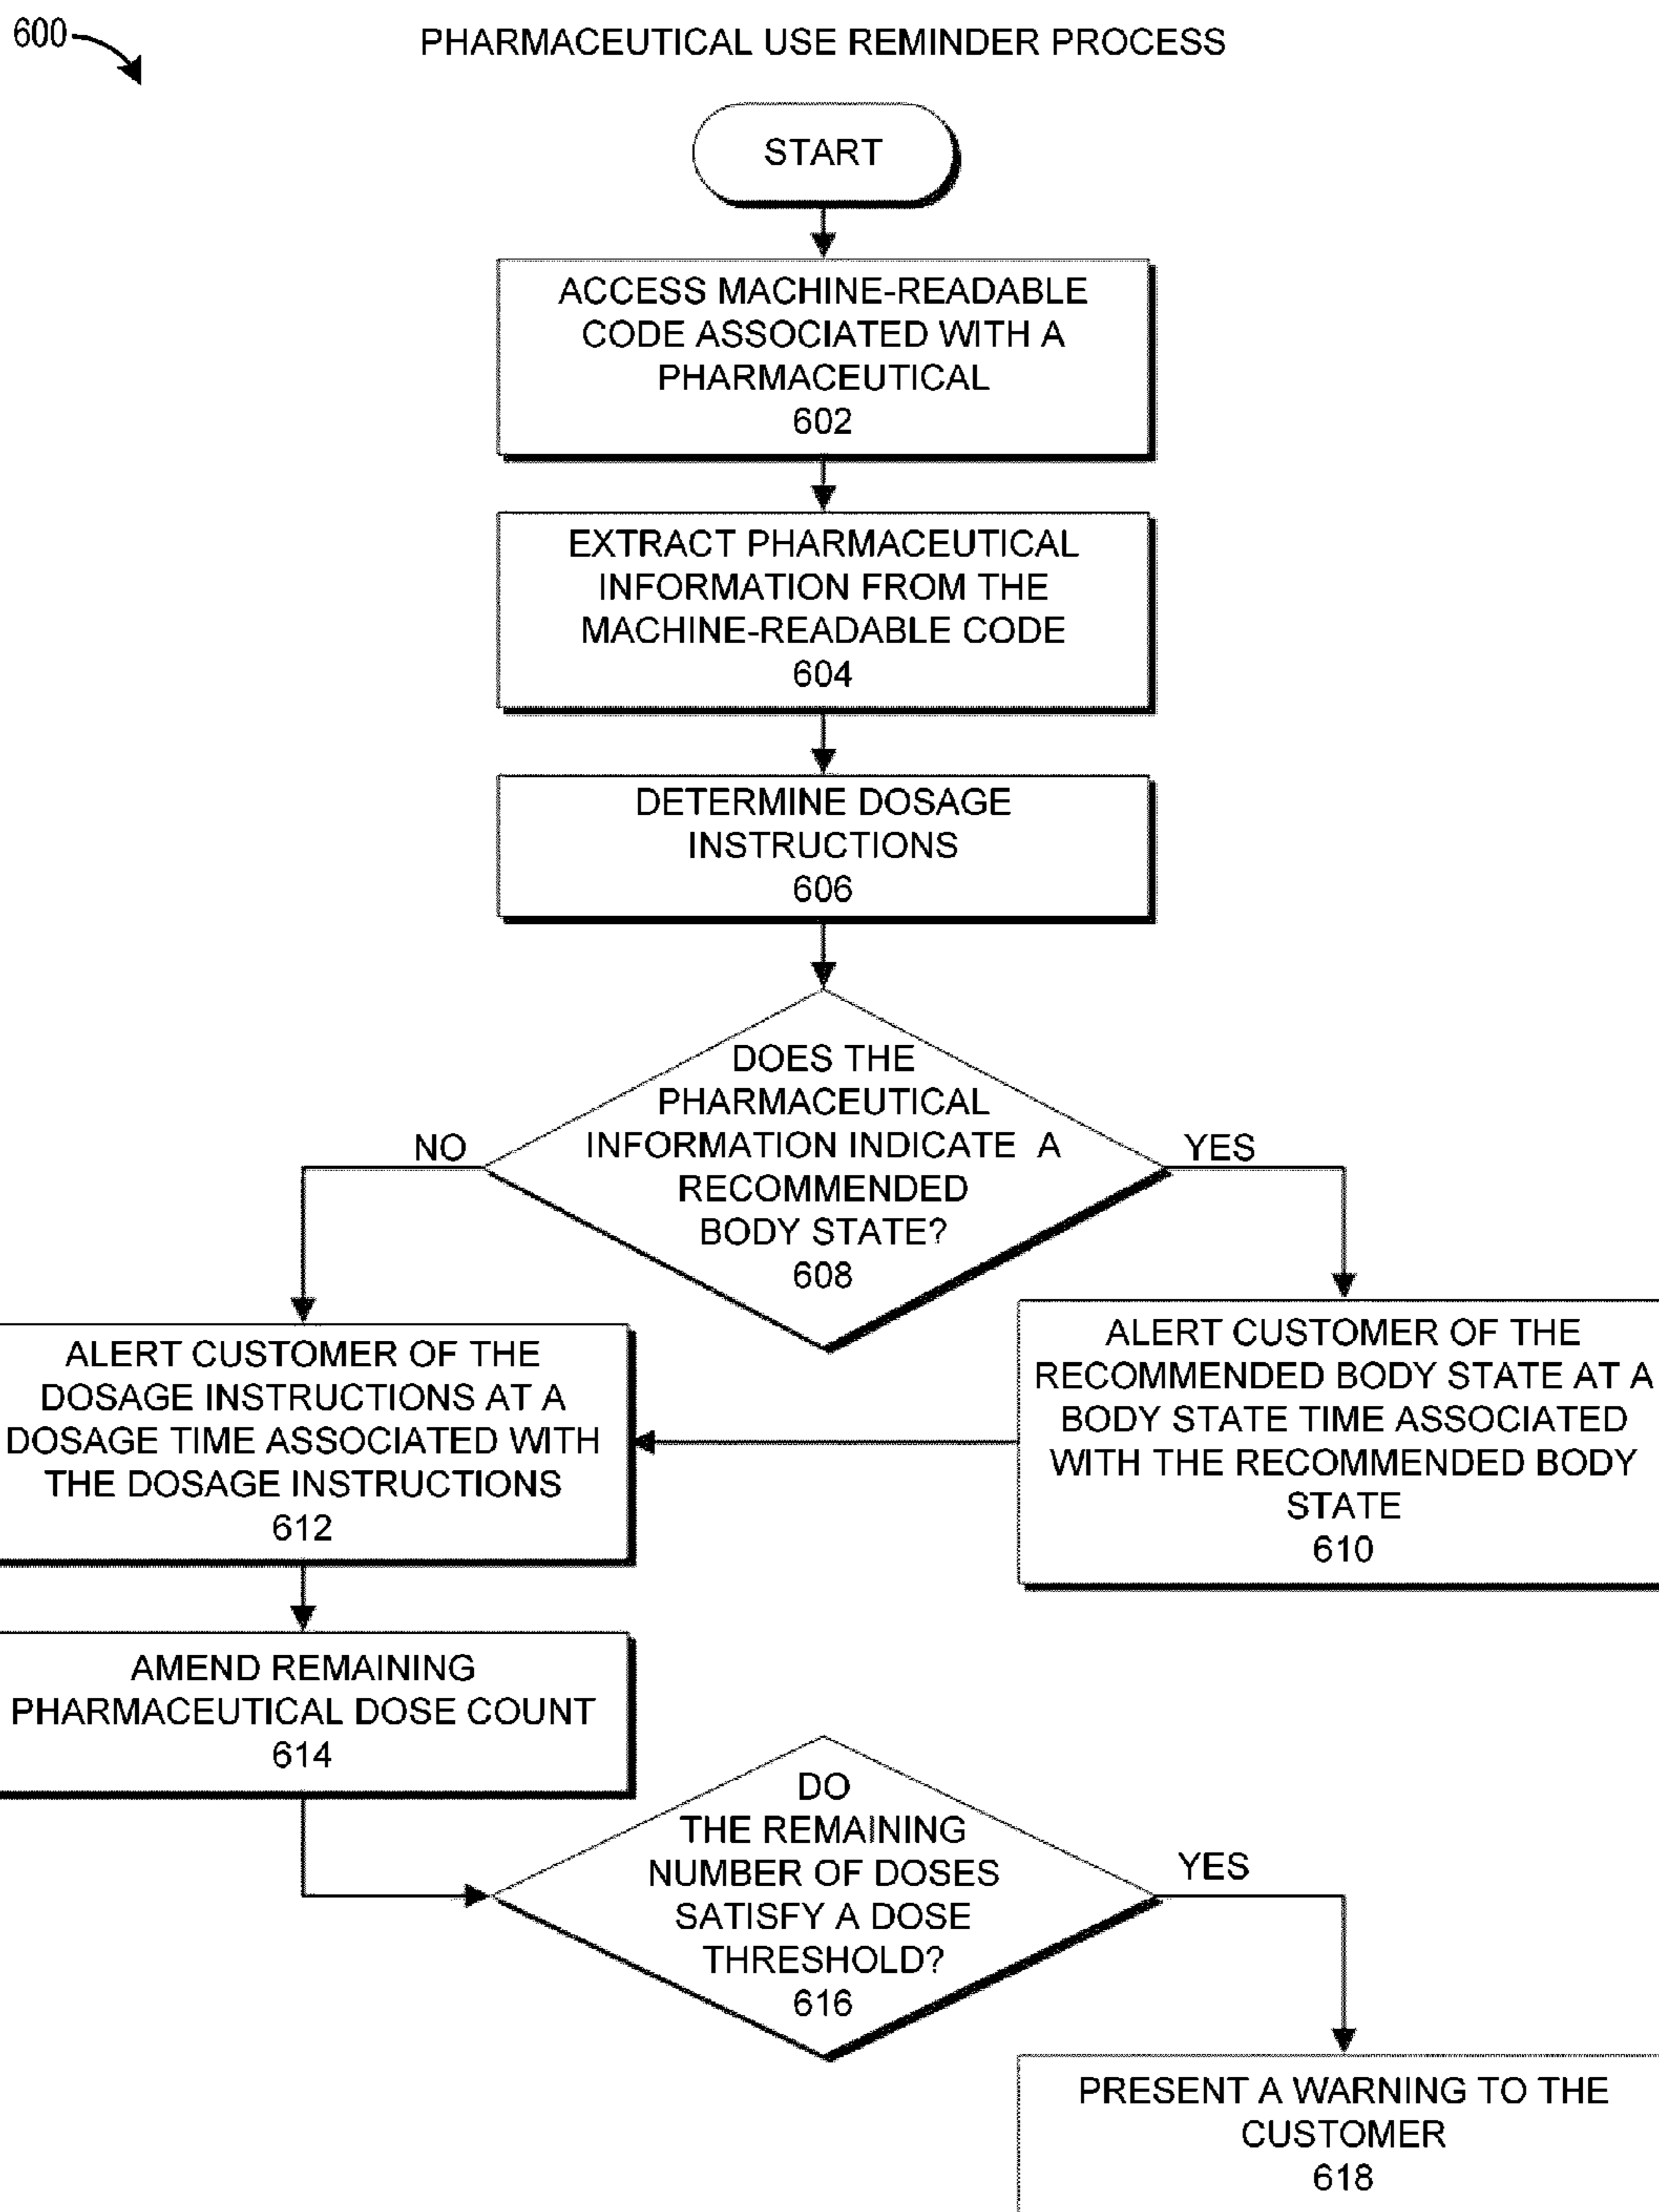 600
PHARMACEUTICAL USE REMINDER PROCESS
START
ACCESS MACHINE-READABLE
CODE ASSOCIATED WITH A
PHARMACEUTICAL
602
EXTRACT PHARMACEUTICAL
INFORMATION FROM THE
MACHINE-READABLE CODE
604
DETERMINE DOSAGE
INSTRUCTIONS
606
DOES THE
PHARMACEUTICAL
INFORMATION INDICATE A
RECOMMENDED
BODY STATE?
608
NO
YES
ALERT CUSTOMER OF THE
RECOMMENDED BODY STATE AT A
BODY STATE TIME ASSOCIATED
WITH THE RECOMMENDED BODY
STATE
610
ALERT CUSTOMER OF THE
DOSAGE INSTRUCTIONS AT A
DOSAGE TIME ASSOCIATED WITH
THE DOSAGE INSTRUCTIONS
612
AMEND REMAINING
PHARMACEUTICAL DOSE COUNT
614
DO
THE REMAINING
NUMBER OF DOSES
SATISFY A DOSE
THRESHOLD?
616
YES
PRESENT A WARNING TO THE
CUSTOMER
618